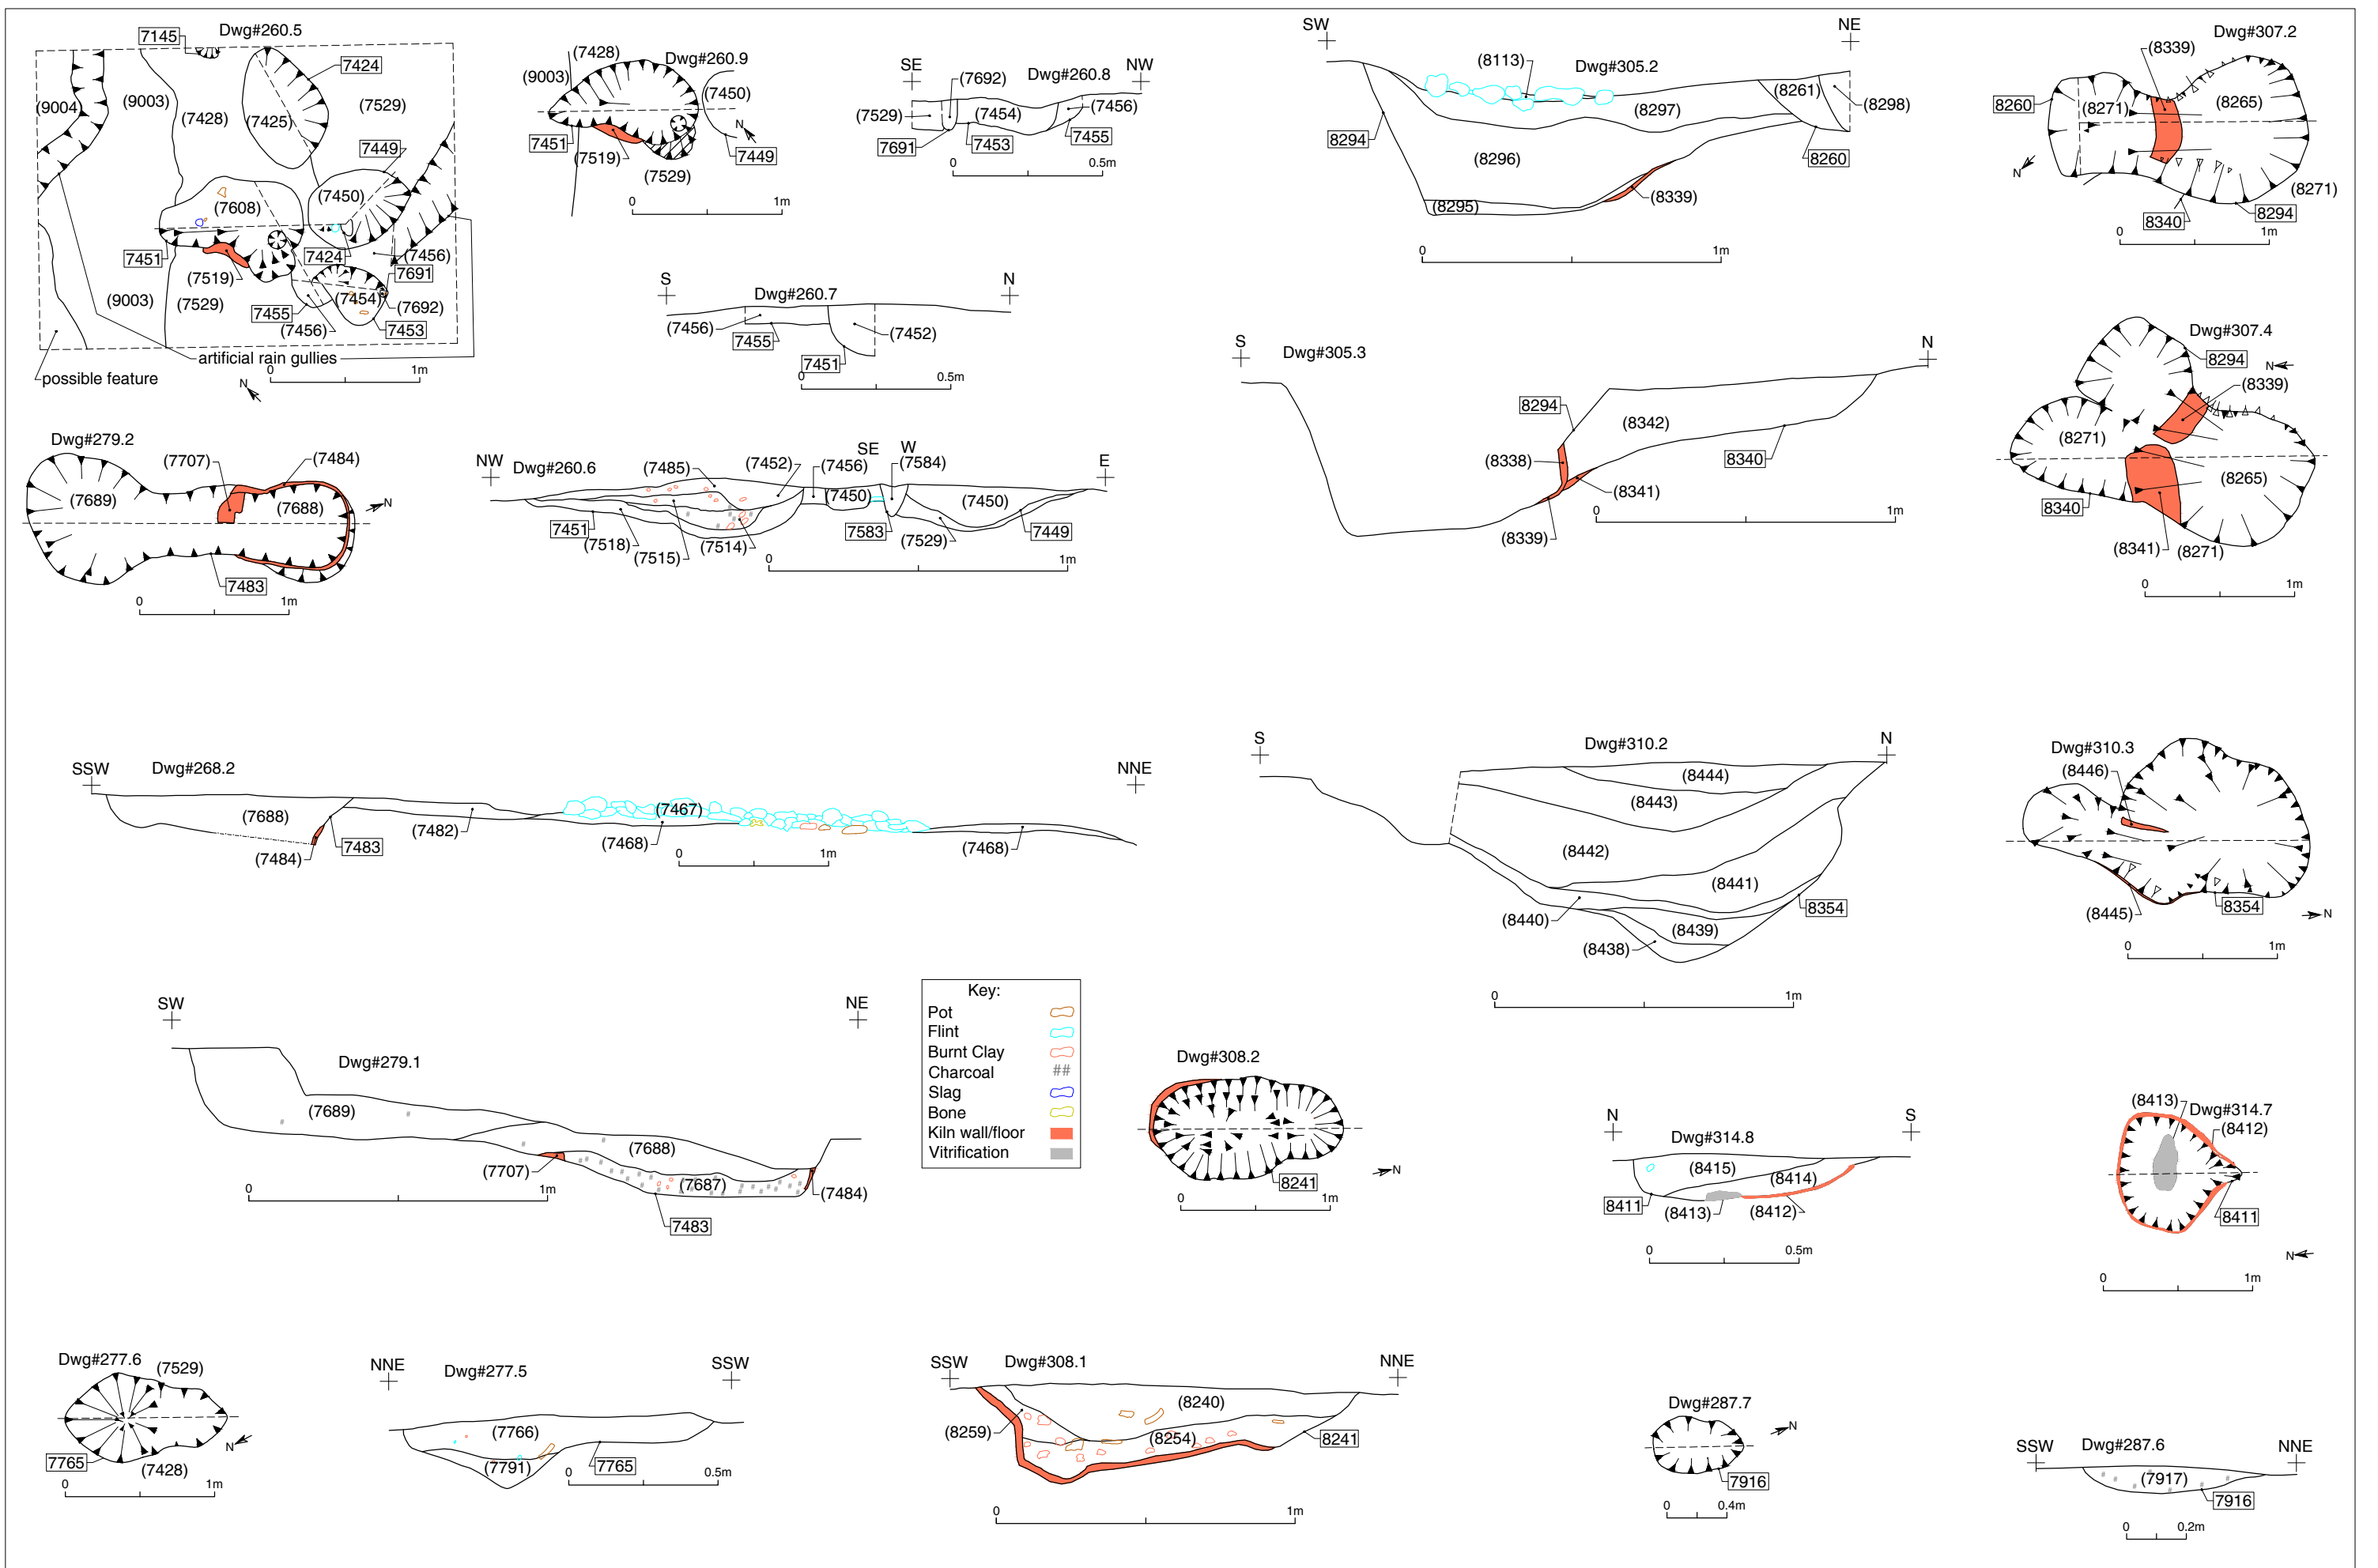 Dwg#260.5
7145
7424
(9004)
(9003)
(7428)
(7425)
(7529)
7449
(7450)
(7608)
7451
(7519)
7424
(7456)
7691
(9003)
(7529)
7455
(7454)
(7692)
(7456)
7453
artificial rain gullies
possible feature
N
0
1m
Dwg#260.9
(7428)
(9003)
(7450)
N
7451
(7519)
7449
(7529)
0
1m
Dwg#260.8
SE
NW
(7692)
(7529)
(7454)
(7456)
7691
7453
7455
0
0.5m
Dwg#260.7
S
N
(7456)
7455
(7452)
7451
0
0.5m
Dwg#305.2
SW
NE
(8113)
(8261)
(8297)
(8298)
8294
(8296)
8260
(8339)
(8295)
0
1m
Dwg#307.2
(8339)
8260
(8271)
(8265)
N
(8271)
8340
8294
0
1m
Dwg#305.3
S
N
8294
(8342)
(8338)
8340
(8341)
(8339)
0
1m
Dwg#307.4
8294
N
(8339)
(8271)
(8265)
8340
(8341)
(8271)
0
1m
Dwg#279.2
(7707)
(7484)
(7689)
(7688)
N
7483
0
1m
Dwg#260.6
NW
SE
W
E
(7485)
(7452)
(7456)
(7584)
(7450)
(7450)
7451
(7518)
(7515)
(7514)
7583
(7529)
7449
0
1m
Dwg#268.2
SSW
NNE
(7688)
(7467)
(7482)
(7484)
7483
(7468)
(7468)
0
1m
Dwg#310.2
S
N
(8444)
(8443)
(8442)
(8441)
(8440)
8354
(8439)
(8438)
0
1m
Dwg#310.3
(8446)
(8445)
8354
N
0
1m
Dwg#279.1
SW
NE
(7689)
(7688)
(7707)
(7687)
(7484)
7483
0
1m
Key:
Pot
Flint
Burnt Clay
Charcoal ##
Slag
Bone
Kiln wall/floor
Vitrification
Dwg#308.2
N
8241
0
1m
Dwg#314.8
N
S
(8415)
(8414)
8411
(8413)
(8412)
0
0.5m
Dwg#314.7
(8413)
(8412)
8411
N
0
1m
Dwg#277.6
(7529)
N
7765
(7428)
0
1m
Dwg#277.5
NNE
SSW
(7766)
(7791)
7765
0
0.5m
Dwg#308.1
SSW
NNE
(8240)
(8259)
(8254)
8241
0
1m
Dwg#287.7
N
7916
0
0.4m
Dwg#287.6
SSW
NNE
(7917)
7916
0
0.2m